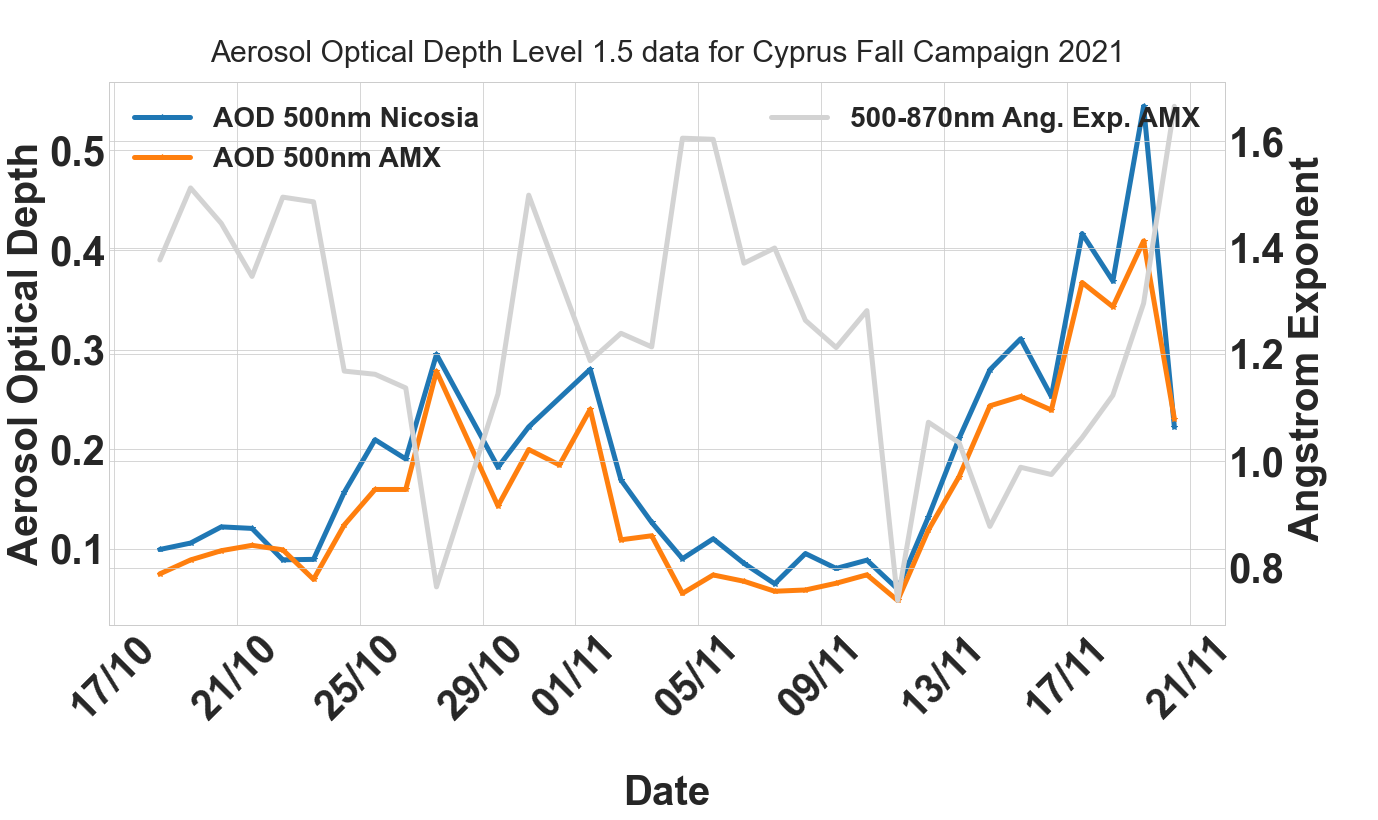 Aerosol Optical Depth Level 1.5 data for Cyprus Fall Campaign 2021
AOD 500nm Nicosia
AOD 500nm AMX
500-870nm Ang. Exp. AMX
Aerosol Optical Depth
0.5
0.4
0.3
0.2
0.1
1.6
1.4
1.2
1.0
0.8
Angstrom Exponent
17/10
21/10
25/10
29/10
01/11
05/11
09/11
13/11
17/11
21/11
Date